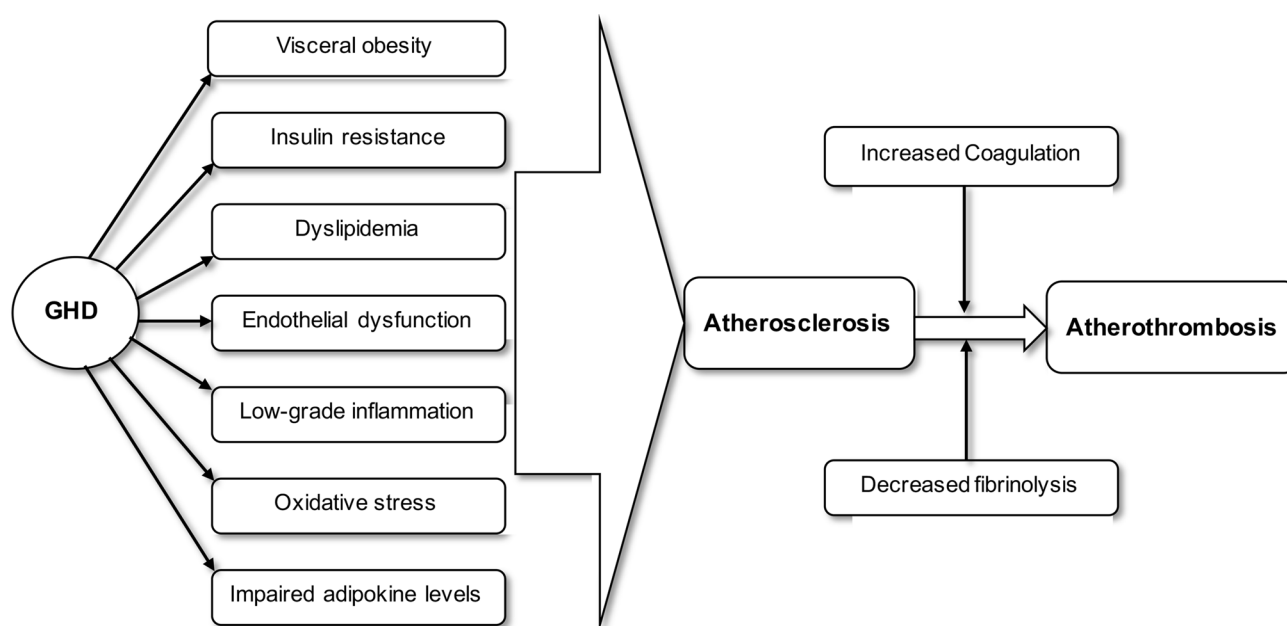 Visceral obesity
Insulin resistance
Dyslipidemia
GHD
Endothelial dysfunction
Low-grade inflammation
Oxidative stress
Impaired adipokine levels
Increased Coagulation
Atherosclerosis
Atherothrombosis
Decreased fibrinolysis